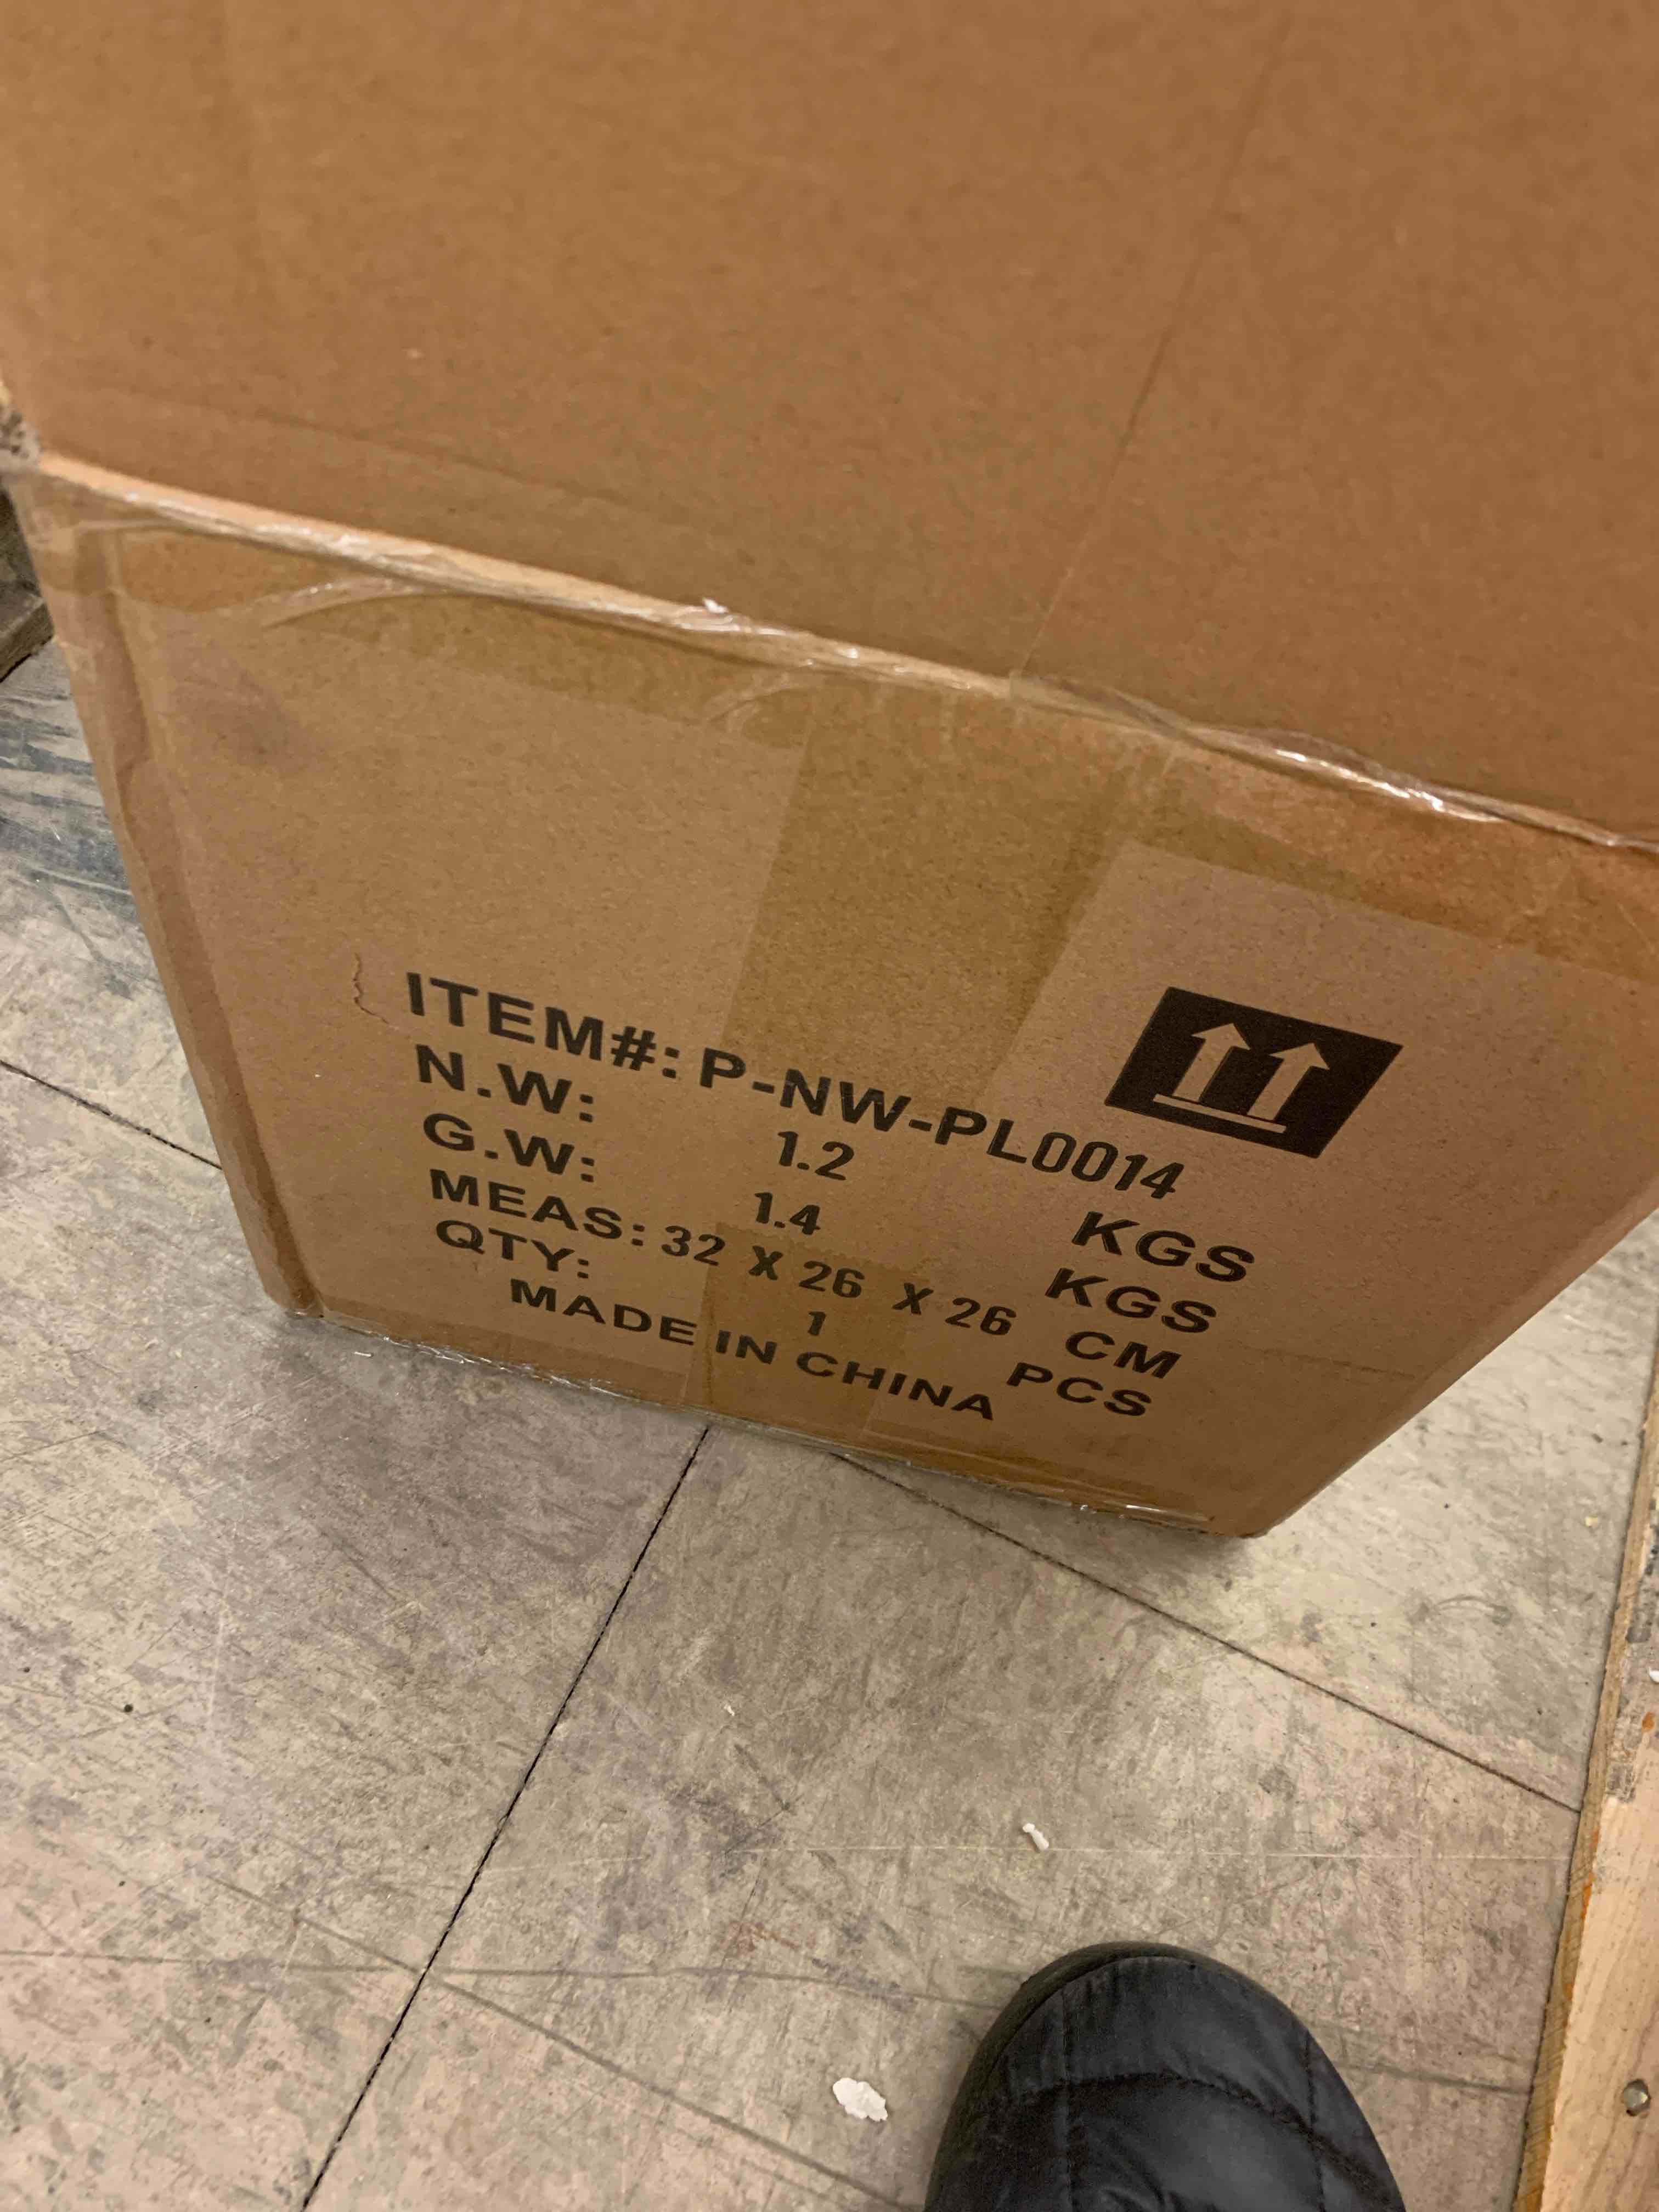 ITEM#: P-NW-PL0014
N.W: 1.2 KGS
G.W: 1.4 KGS
MEAS: 32 X 26 X 26 CM
QTY: 1 PCS
MADE IN CHINA